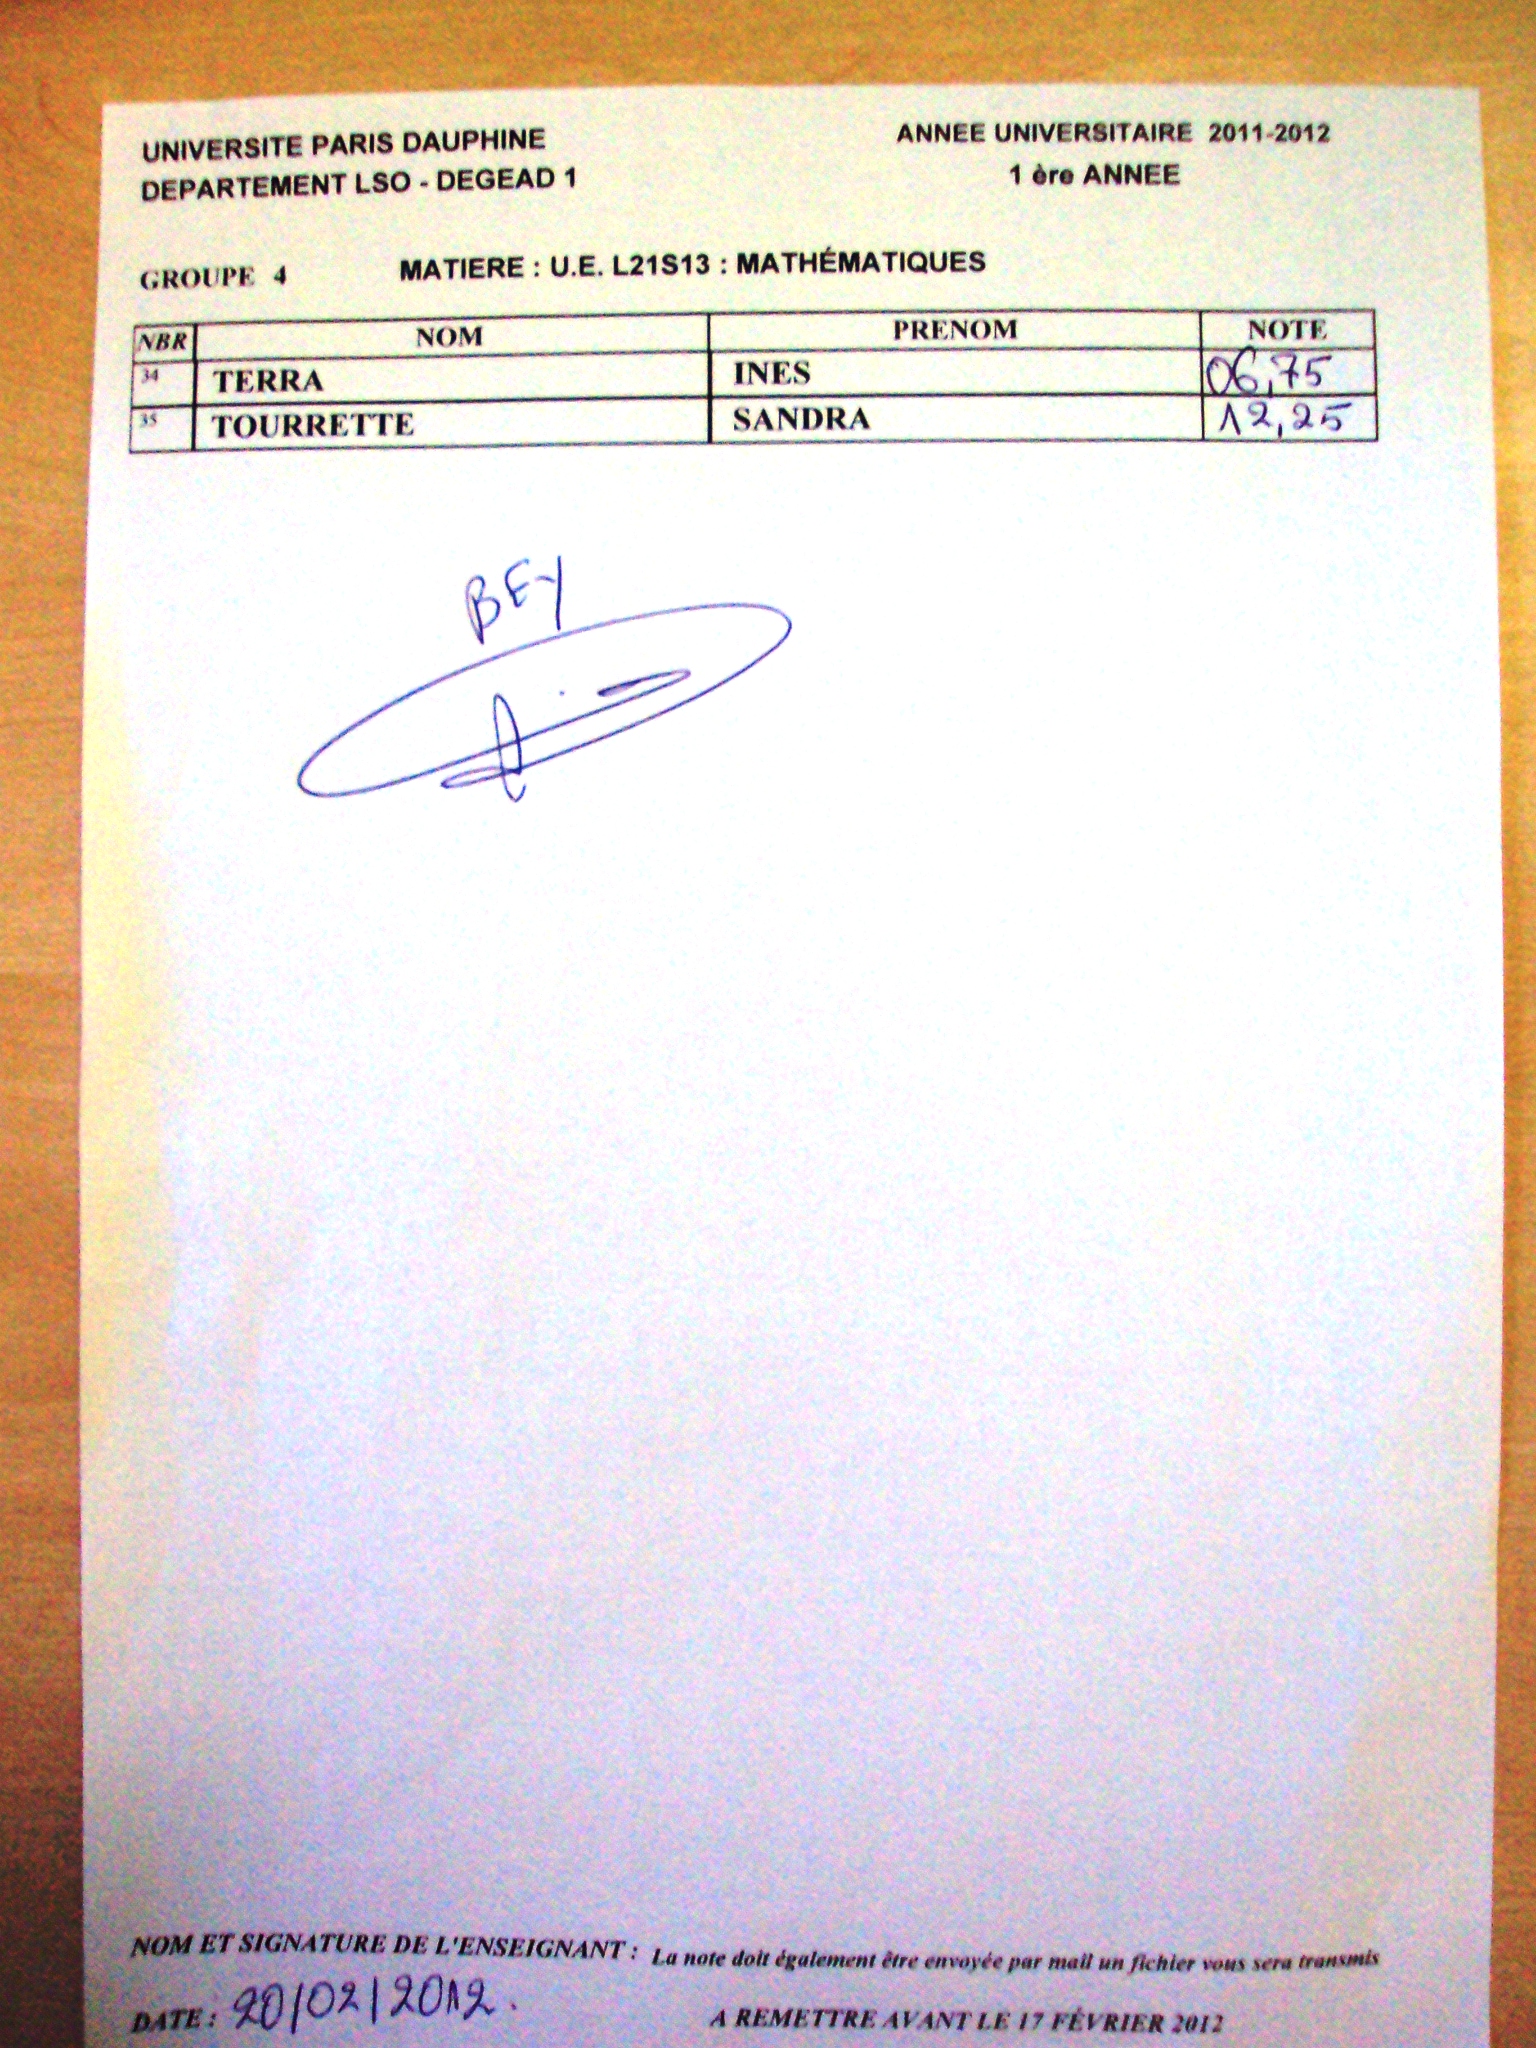 UNIVERSITE PARIS DAUPHINE
DEPARTEMENT LSO - DEGEAD 1
ANNEE UNIVERSITAIRE 2011-2012
1 ère ANNEE
GROUPE 4 MATIERE : U.E. L21S13 : MATHÉMATIQUES
NBR NOM PRENOM NOTE
34 TERRA INES 06,75
35 TOURRETTE SANDRA 12,25
BEY
NOM ET SIGNATURE DE L'ENSEIGNANT : La note doit également être envoyée par mail un fichier vous sera transmis
DATE : 20/02/2012. A REMETTRE AVANT LE 17 FÉVRIER 2012